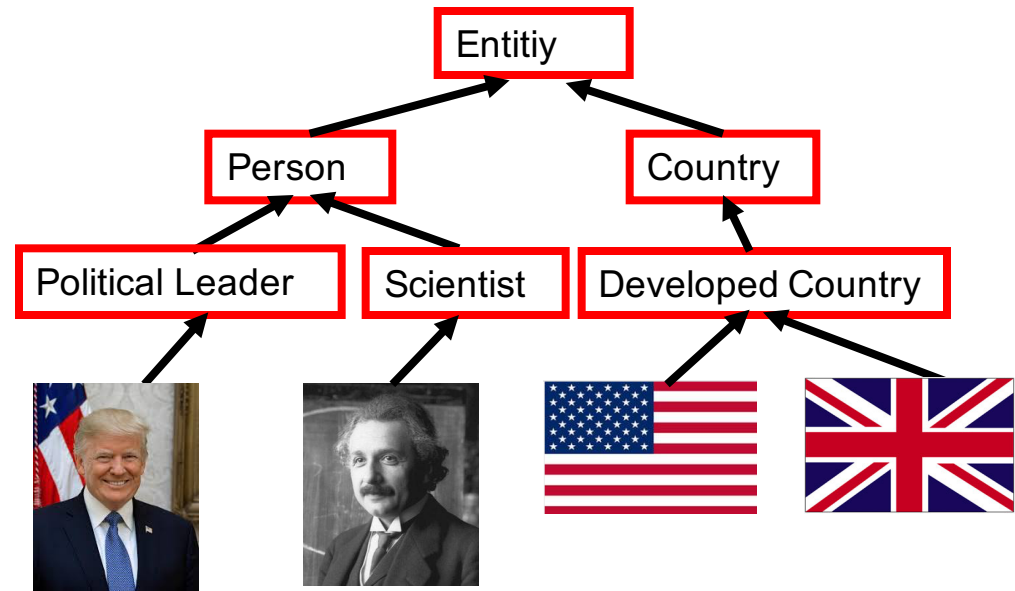 Entitiy
Person
Country
Political Leader
Scientist
Developed Country